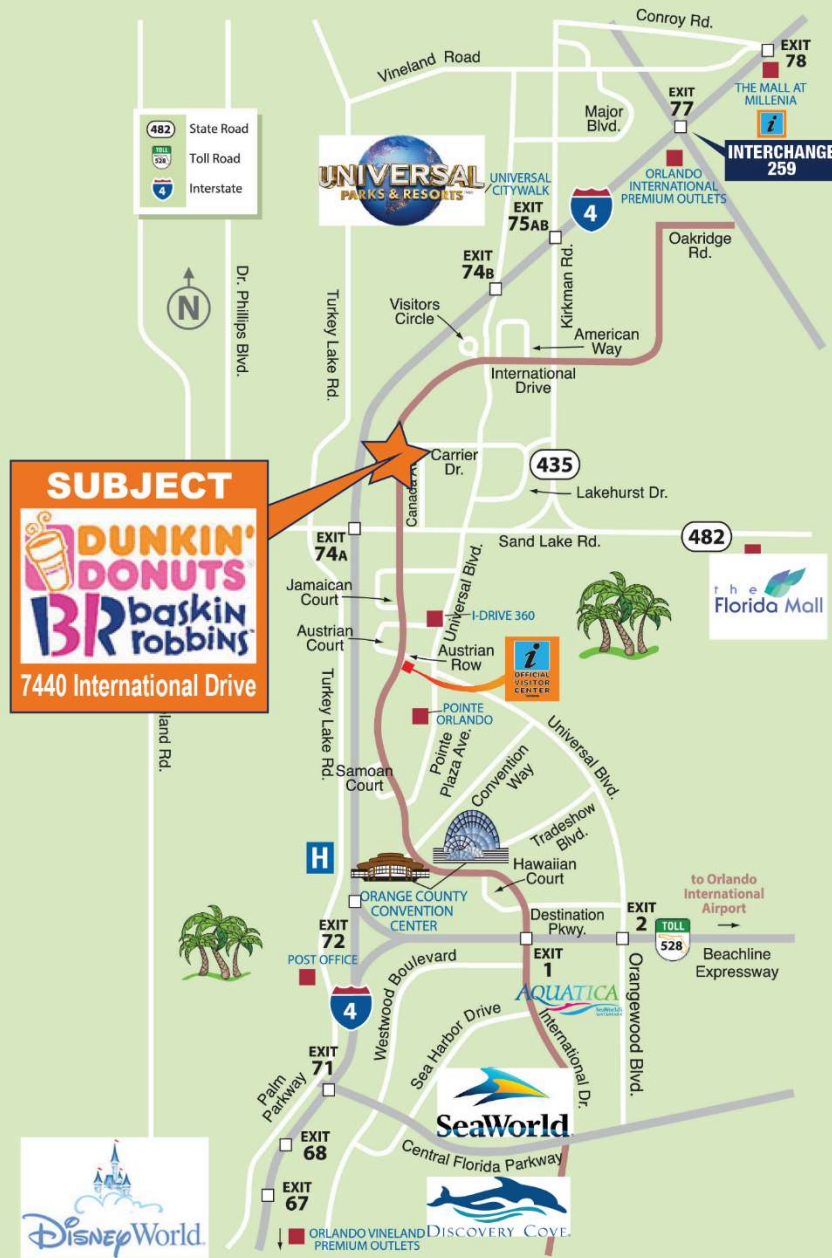 Conroy Rd.
EXIT
78
Vineland Road
THE MALL AT
MILLENIA
EXIT
77
Major
Blvd.
i
INTERCHANGE
259
482 State Road
TOLL
528
Toll Road
4 Interstate
UNIVERSAL
PARKS & RESORTS
UNIVERSAL
CITYWALK
ORLANDO
INTERNATIONAL
PREMIUM OUTLETS
EXIT
75AB
4
Oakridge
Rd.
EXIT
74B
Kirkman Rd.
N
Dr. Phillips Blvd.
Turkey Lake Rd.
Visitors
Circle
American
Way
International
Drive
Carrier
Dr.
435
Lakehurst Dr.
SUBJECT
DUNKIN'
DONUTS
BR baskin
robbins
7440 International Drive
EXIT
74A
Sand Lake Rd.
482
the
Florida Mall
Jamaican
Court
Universal Blvd.
I-DRIVE 360
Austrian
Court
Austrian
Row
i
OFFICIAL
VISITOR
CENTER
Turkey Lake Rd.
POINTE
ORLANDO
Pointe
Plaza Ave.
Universal Blvd.
Convention
Way
Samoan
Court
Tradeshow
Blvd.
H
Hawaiian
Court
ORANGE COUNTY
CONVENTION
CENTER
to Orlando
International
Airport
EXIT
72
Destination
Pkwy.
EXIT
2
TOLL
528
Beachline
Expressway
POST OFFICE
EXIT
1
AQUATICA
4
Westwood Boulevard
Sea Harbor Drive
International Dr.
Orangewood Blvd.
EXIT
71
Palm
Parkway
SeaWorld
EXIT
68
Central Florida Parkway
EXIT
67
Disney World
ORLANDO VINELAND
PREMIUM OUTLETS
DISCOVERY COVE